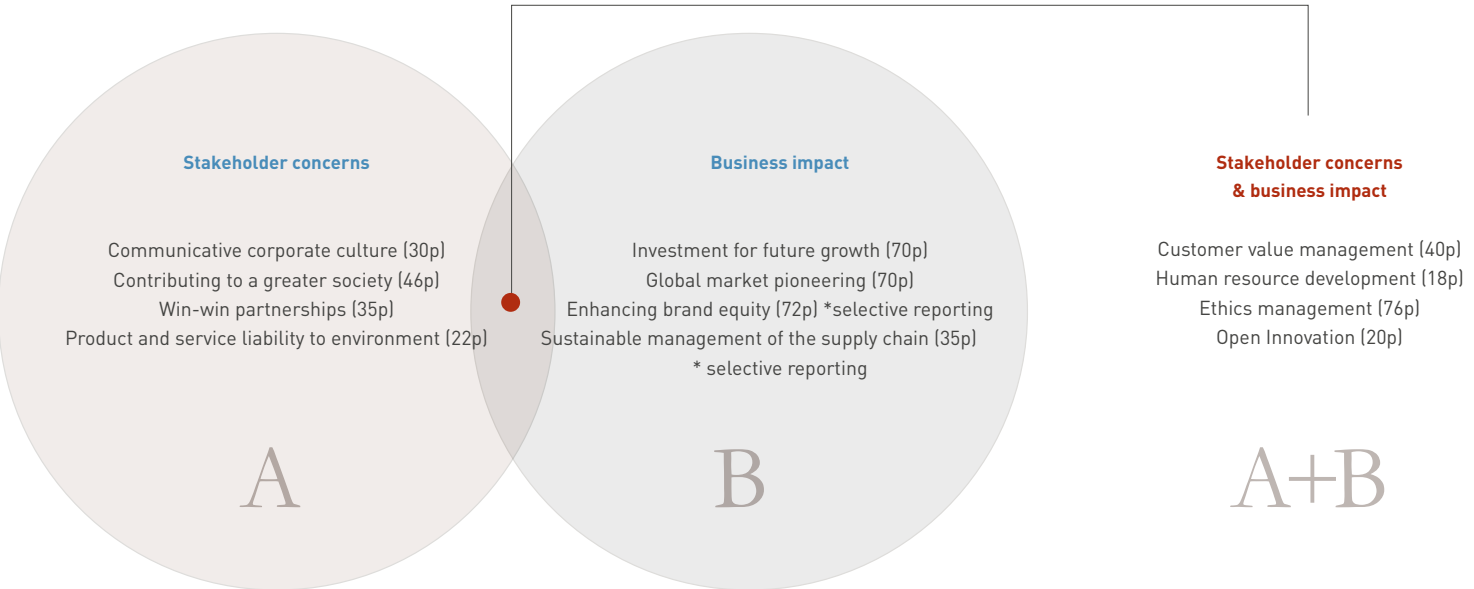 Stakeholder concerns
Communicative corporate culture (30p)
Contributing to a greater society (46p)
Win-win partnerships (35p)
Product and service liability to environment (22p)
A
Business impact
Investment for future growth (70p)
Global market pioneering (70p)
Enhancing brand equity (72p) *selective reporting
Sustainable management of the supply chain (35p)
* selective reporting
B
Stakeholder concerns
& business impact
Customer value management (40p)
Human resource development (18p)
Ethics management (76p)
Open Innovation (20p)
A+B